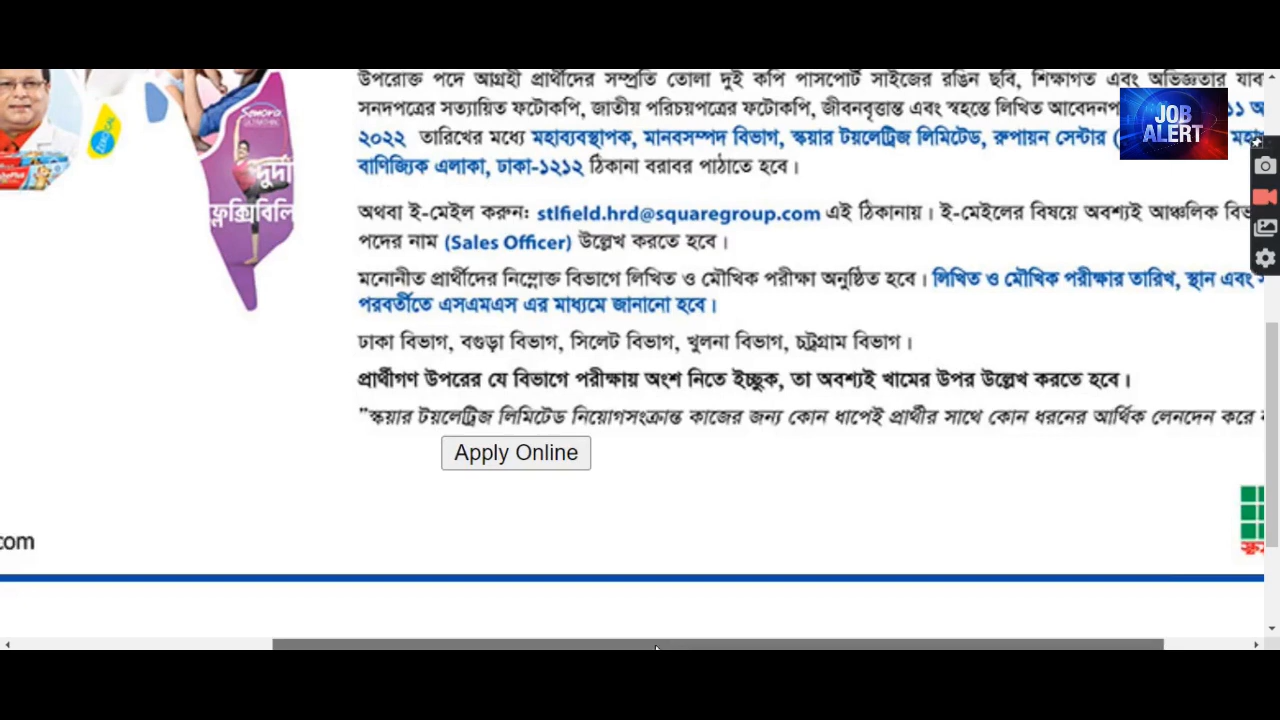 উপরোক্ত পদে আগ্রহী প্রার্থীদের সম্প্রতি তোলা দুই কপি পাসপোর্ট সাইজের রঙিন ছবি, শিক্ষাগত এবং অভিজ্ঞতার যাব
সনদপত্রের সত্যায়িত ফটোকপি, জাতীয় পরিচয়পত্রের ফটোকপি, জীবনবৃত্তান্ত এবং স্বহস্তে লিখিত আবেদনপ
JOB ALERT
২০২২ তারিখের মধ্যে মহাব্যবস্থাপক, মানবসম্পদ বিভাগ, স্কয়ার টয়লেট্রিজ লিমিটেড, রুপায়ন সেন্টার
বাণিজ্যিক এলাকা, ঢাকা-১২১২ ঠিকানা বরাবর পাঠাতে হবে।
Senora
ULTRA THIN
দুর্দা
ফ্লেক্সিবিলি
অথবা ই-মেইল করুন: stlfield.hrd@squaregroup.com এই ঠিকানায়। ই-মেইলের বিষয়ে অবশ্যই আঞ্চলিক বিভ
পদের নাম (Sales Officer) উল্লেখ করতে হবে।
মনোনীত প্রার্থীদের নিম্নোক্ত বিভাগে লিখিত ও মৌখিক পরীক্ষা অনুষ্ঠিত হবে। লিখিত ও মৌখিক পরীক্ষার তারিখ, স্থান এবং
পরবর্তীতে এসএমএস এর মাধ্যমে জানানো হবে।
ঢাকা বিভাগ, বগুড়া বিভাগ, সিলেট বিভাগ, খুলনা বিভাগ, চট্রগ্রাম বিভাগ।
প্রার্থীগণ উপরের যে বিভাগে পরীক্ষায় অংশ নিতে ইচ্ছুক, তা অবশ্যই খামের উপর উল্লেখ করতে হবে।
"স্কয়ার টয়লেট্রিজ লিমিটেড নিয়োগসংক্রান্ত কাজের জন্য কোন ধাপেই প্রার্থীর সাথে কোন ধরনের আর্থিক লেনদেন করে
Apply Online
com